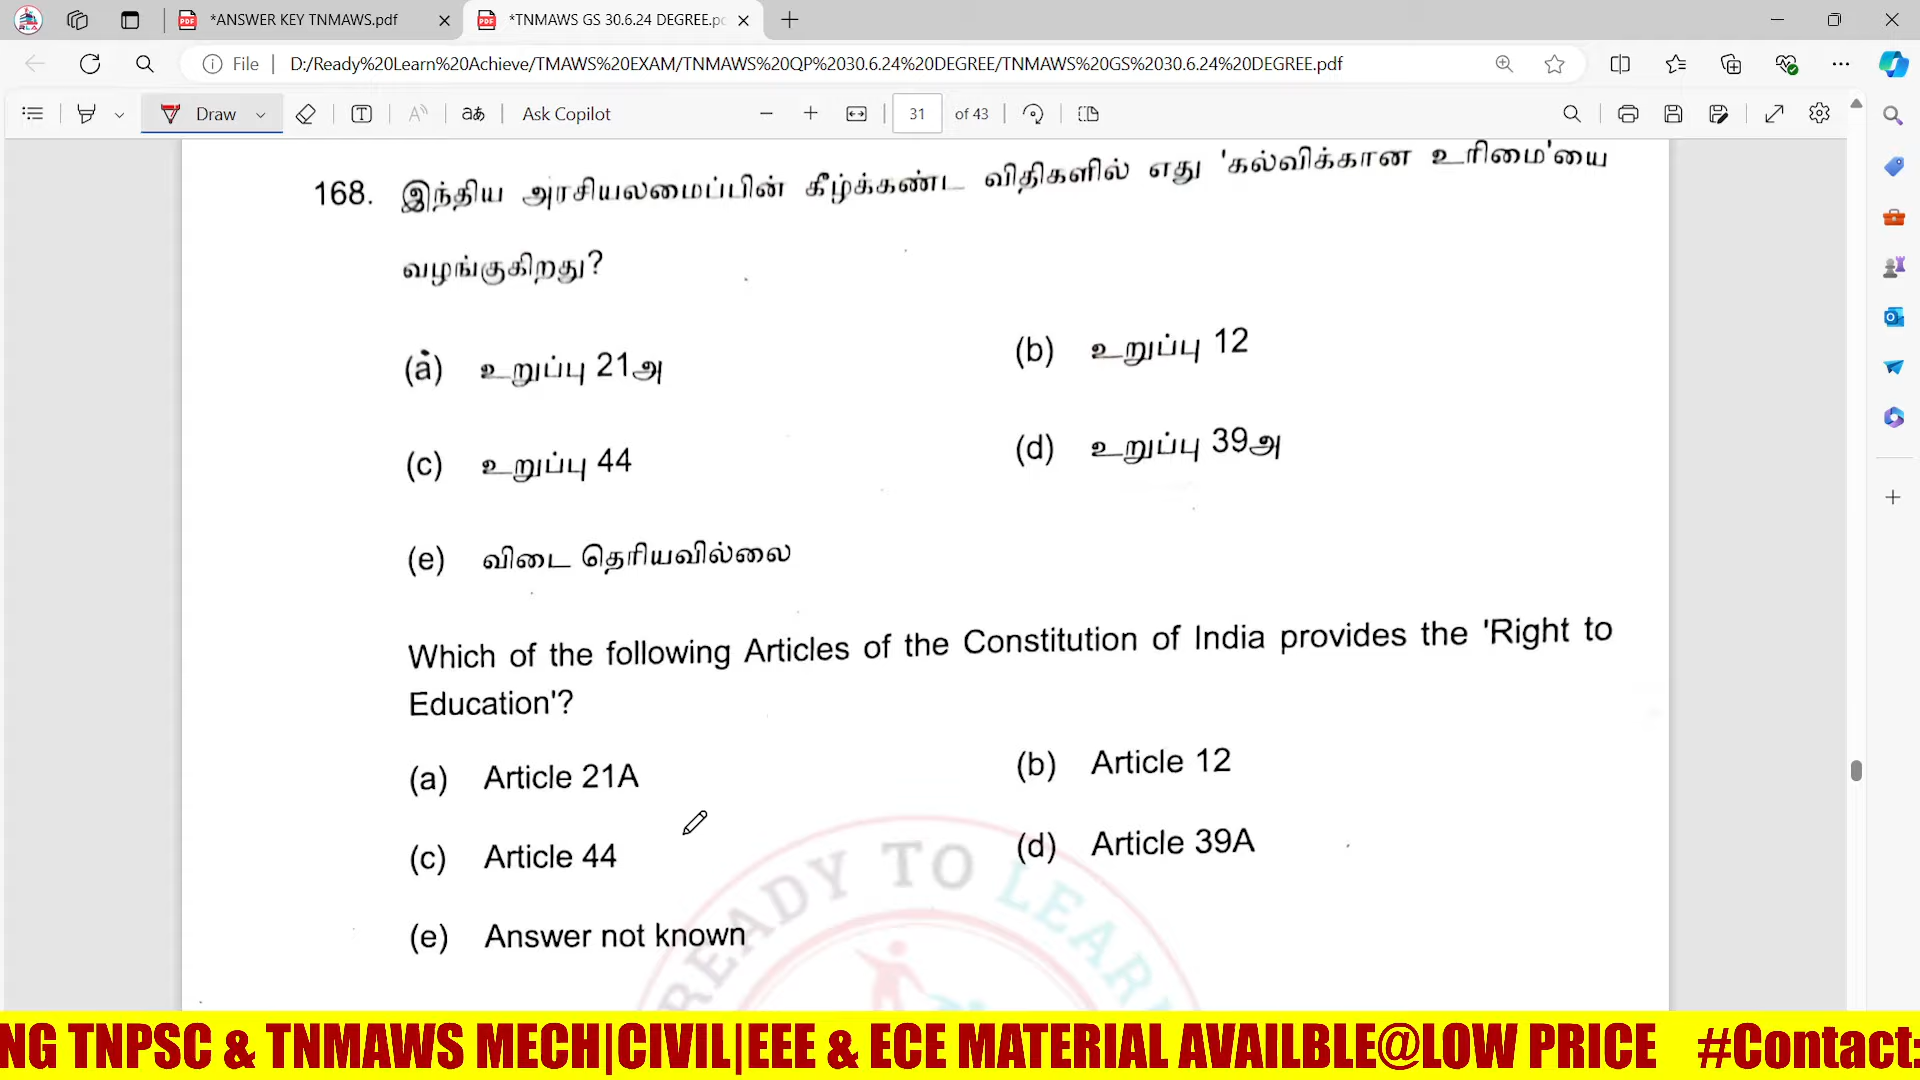 *ANSWER KEY TNMAWS.pdf
*TNMAWS GS 30.6.24 DEGREE.pc
File
D:/Ready%20Learn%20Achieve/TMAWS%20EXAM/TNMAWS%20QP%2030.6.24%20DEGREE/TNMAWS%20GS%2030.6.24%20DEGREE.pdf
Draw
aあ
Ask Copilot
31 of 43
168. இந்திய அரசியலமைப்பின் கீழ்க்கண்ட விதிகளில் எது 'கல்விக்கான உரிமை'யை
வழங்குகிறது?
(a) உறுப்பு 21அ
(b) உறுப்பு 12
(c) உறுப்பு 44
(d) உறுப்பு 39அ
(e) விடை தெரியவில்லை
Which of the following Articles of the Constitution of India provides the 'Right to
Education'?
(a) Article 21A
(b) Article 12
(c) Article 44
(d) Article 39A
(e) Answer not known
READY TO LEARN
NG TNPSC & TNMAWS MECH|CIVIL|EEE & ECE MATERIAL AVAILBLE@LOW PRICE #Contact: